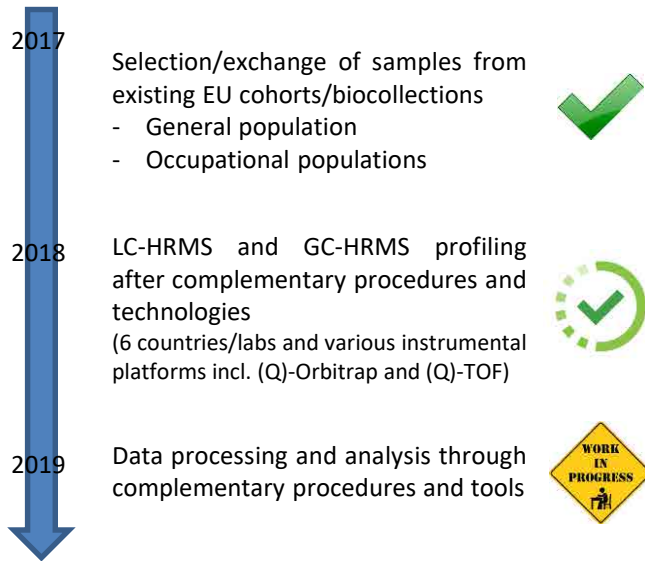 2017
Selection/exchange of samples from
existing EU cohorts/biocollections
- General population
- Occupational populations
2018
LC-HRMS and GC-HRMS profiling
after complementary procedures and
technologies
(6 countries/labs and various instrumental
platforms incl. (Q)-Orbitrap and (Q)-TOF)
2019
Data processing and analysis through
complementary procedures and tools
WORK
IN
PROGRESS